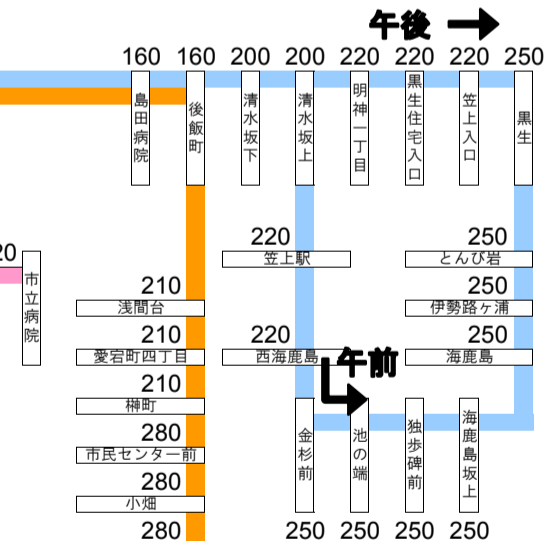 午後
160 160 200 200 220 220 220 250
島田病院
後飯町
清水坂下
清水坂上
明神一丁目
黒生住宅入口
笠上入口
黒生
20
市立病院
220
笠上駅
250
とんび岩
210
浅間台
250
伊勢路ヶ浦
210
愛宕町四丁目
220
西海鹿島
午前
250
海鹿島
210
榊町
280
市民センター前
280
小畑
280
金杉前
池の端
独歩碑前
海鹿島坂上
250 250 250 250